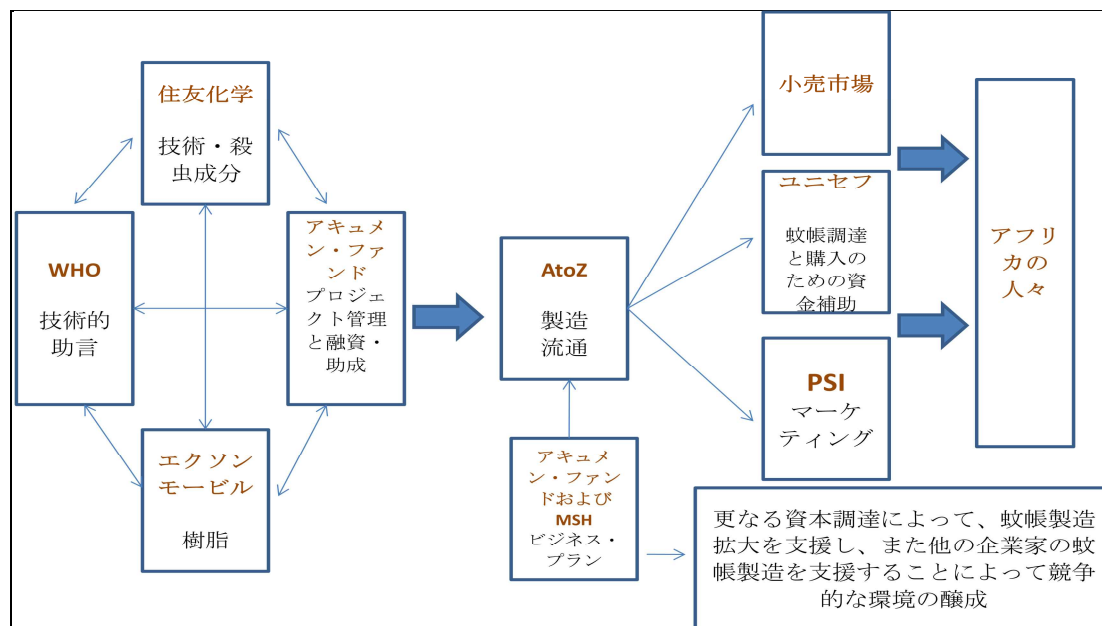 住友化学
技術・殺
虫成分
WHO
技術的
助言
アキュメ
ン・ファ
ンド
プロジェ
クト管理
と融資・
助成
エクソン
モービル
樹脂
AtoZ
製造
流通
アキュメ
ン・ファン
ドおよび
MSH
ビジネス・
プラン
小売市場
ユニセフ
蚊帳調達
と購入の
ための資
金補助
PSI
マーケ
ティング
アフリ
カの
人々
更なる資本調達によって、蚊帳製造
拡大を支援し、また他の企業家の蚊
帳製造を支援することによって競争
的な環境の醸成